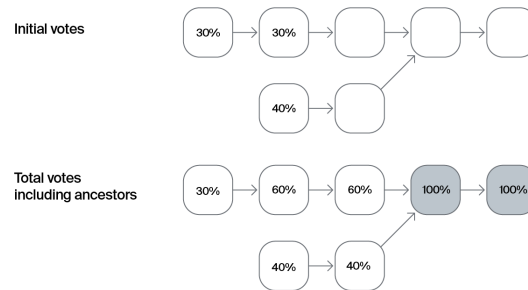 Initial votes
30% 30%
40%
Total votes
including ancestors
30% 60% 60% 100% 100%
40% 40%